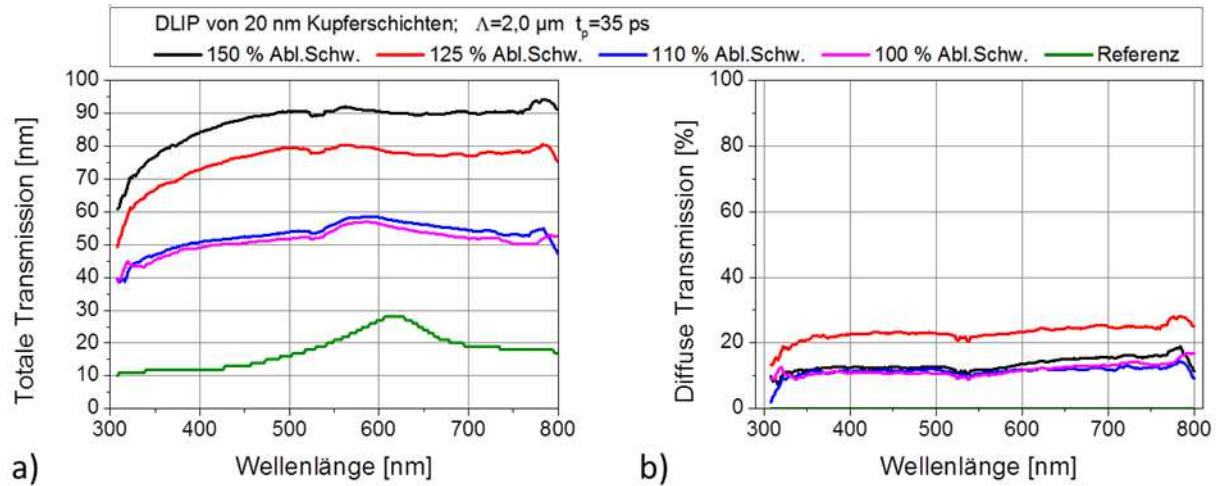 DLIP von 20 nm Kupferschichten; Λ=2,0 µm tp=35 ps
150 % Abl.Schw. 125 % Abl.Schw. 110 % Abl.Schw. 100 % Abl.Schw. Referenz
Totale Transmission [nm]
100
90
80
70
60
50
40
30
20
10
0
300 400 500 600 700 800
Wellenlänge [nm]
a)
Diffuse Transmission [%]
100
80
60
40
20
0
300 400 500 600 700 800
Wellenlänge [nm]
b)